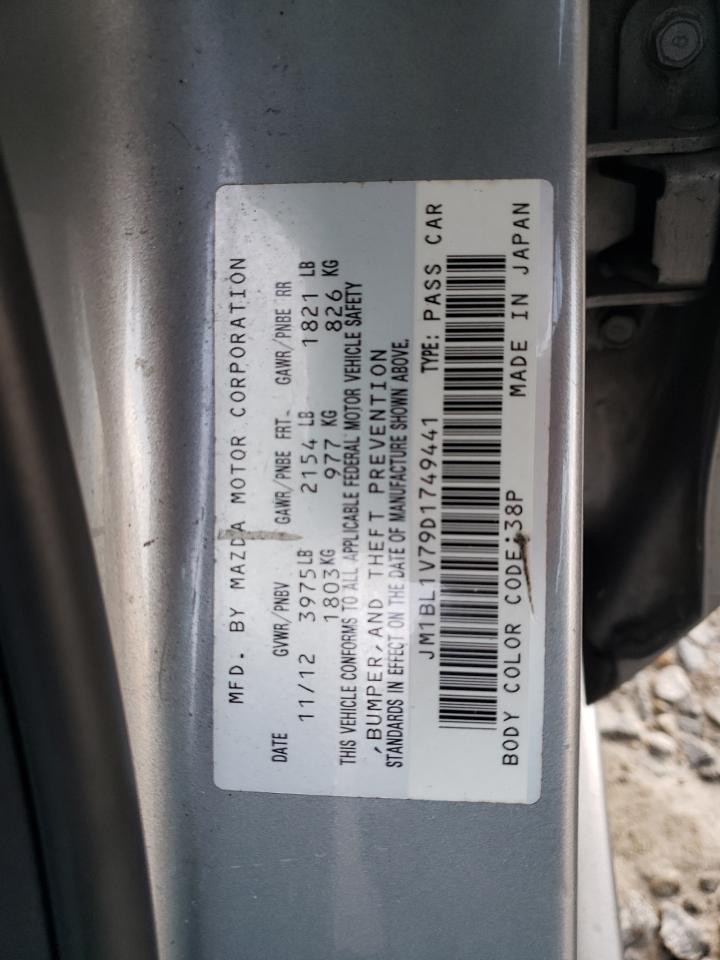 MFD. BY MAZDA MOTOR CORPORATION
DATE GVWR/PNBV GAWR/PNBE FRT- GAWR/PNBE RR
11/12 3975LB 2154 LB 1821 LB
1803KG 977 KG 826 KG
THIS VEHICLE CONFORMS TO ALL APPLICABLE FEDERAL MOTOR VEHICLE SAFETY
,BUMPER,AND THEFT PREVENTION
STANDARDS IN EFFECT ON THE DATE OF MANUFACTURE SHOWN ABOVE.
JM1BL1V79D1749441 TYPE: PASS CAR
BODY COLOR CODE:38P MADE IN JAPAN